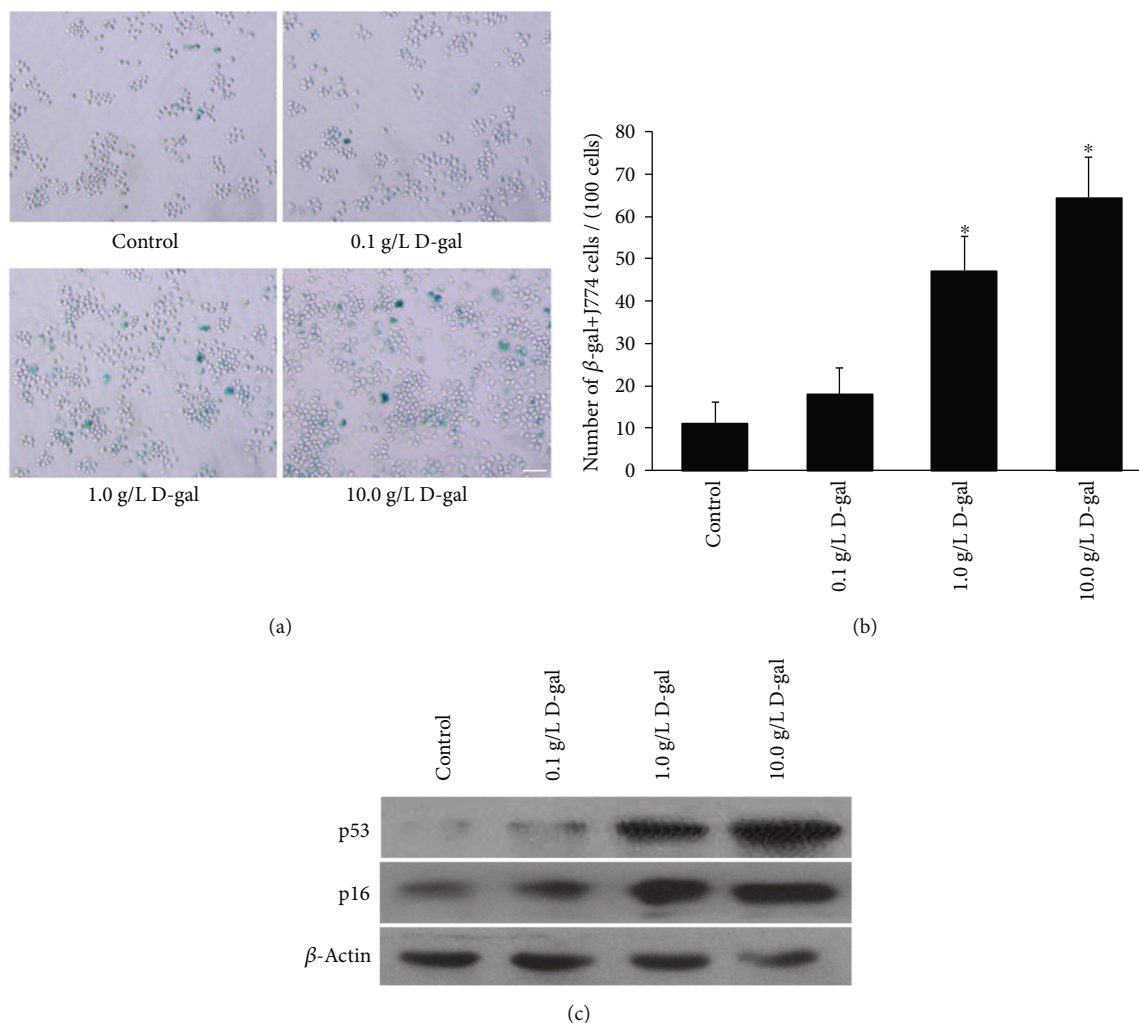 Control
0.1 g/L D-gal
1.0 g/L D-gal
10.0 g/L D-gal
(a)
Number of β-gal+J774 cells / (100 cells)
80
70
60
50
40
30
20
10
0
*
*
Control
0.1 g/L D-gal
1.0 g/L D-gal
10.0 g/L D-gal
(b)
Control
0.1 g/L D-gal
1.0 g/L D-gal
10.0 g/L D-gal
p53
p16
β-Actin
(c)